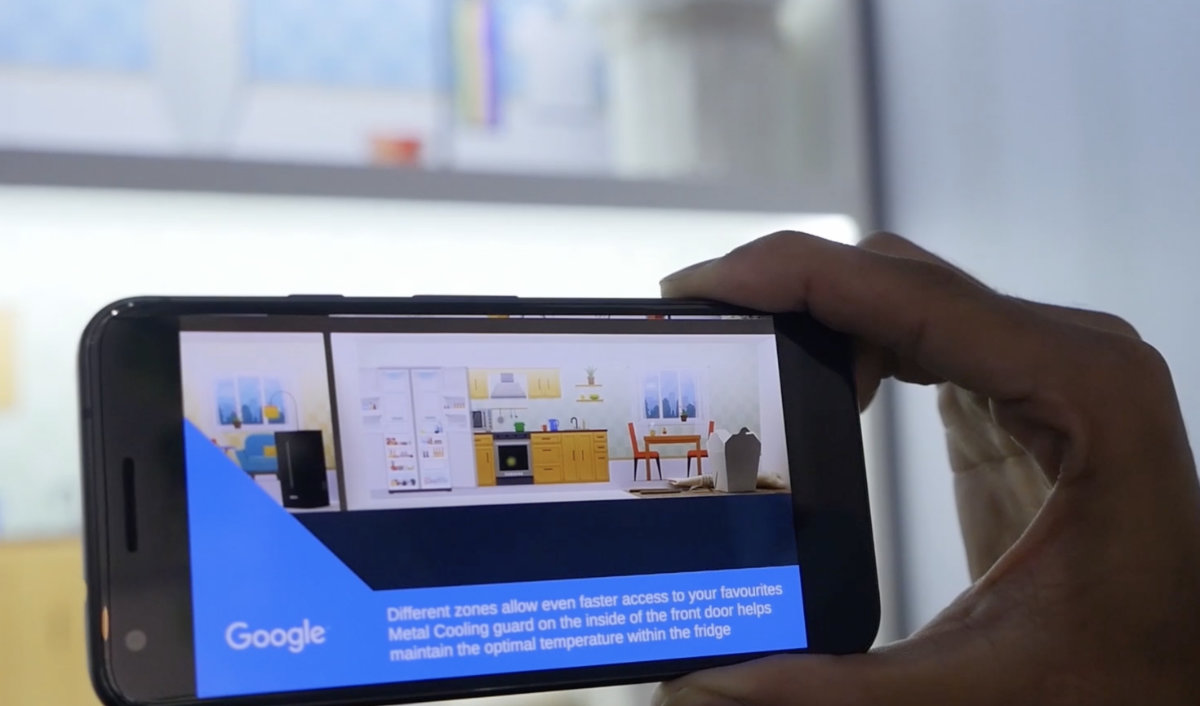 Google
Different zones allow even faster access to your favourites
Metal Cooling guard on the inside of the front door helps
maintain the optimal temperature within the fridge